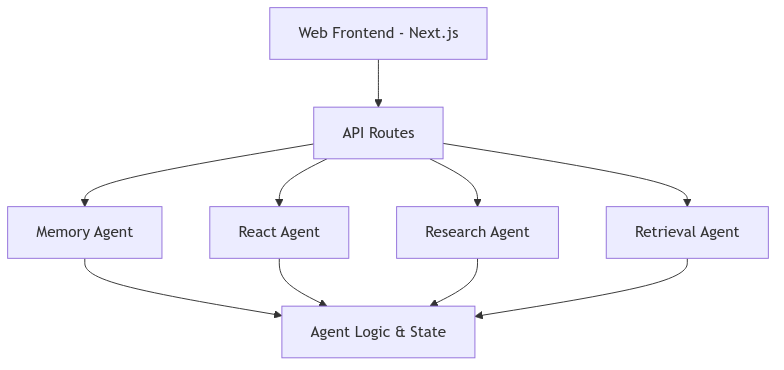 Web Frontend - Next.js
API Routes
Memory Agent
React Agent
Research Agent
Retrieval Agent
Agent Logic & State